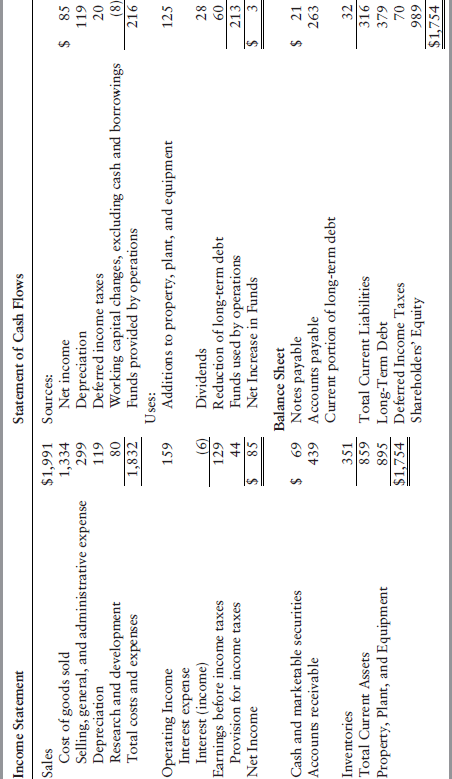 Income Statement
Sales $1,991
Cost of goods sold 1,334
Selling, general, and administrative expense 299
Depreciation 119
Research and development 80
Total costs and expenses 1,832
Operating Income 159
Interest expense
Interest (income) (6)
Earnings before income taxes 129
Provision for income taxes 44
Net Income $ 85
Statement of Cash Flows
Sources:
Net income $ 85
Depreciation 119
Deferred income taxes 20
Working capital changes, excluding cash and borrowings (8)
Funds provided by operations 216
Uses:
Additions to property, plant, and equipment 125
Dividends 28
Reduction of long-term debt 60
Funds used by operations 213
Net Increase in Funds $ 3
Balance Sheet
Cash and marketable securities $ 69
Accounts receivable 439
Inventories 351
Total Current Assets 859
Property, Plant, and Equipment 895
$1,754
Notes payable $ 21
Accounts payable 263
Current portion of long-term debt 32
Total Current Liabilities 316
Long-Term Debt 379
Deferred Income Taxes 70
Shareholders' Equity 989
$1,754